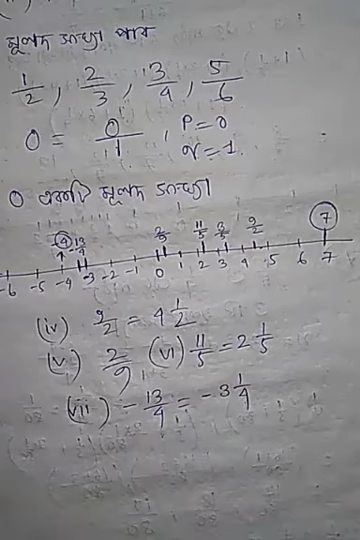 মূলদ সংখ্যা পাব
1/2, 2/3, 3/4, 5/6
0 = 0/1, p = 0
q = 1
0 একটি মূলদ সংখ্যা
-6 -5 -4 -3 -2 -1 0 1 2 3 4 5 6 7
(iv) 9/2 = 4 1/2
(v) 2/9, (vi) 11/5 = 2 1/5
(vii) -13/4 = -3 1/4